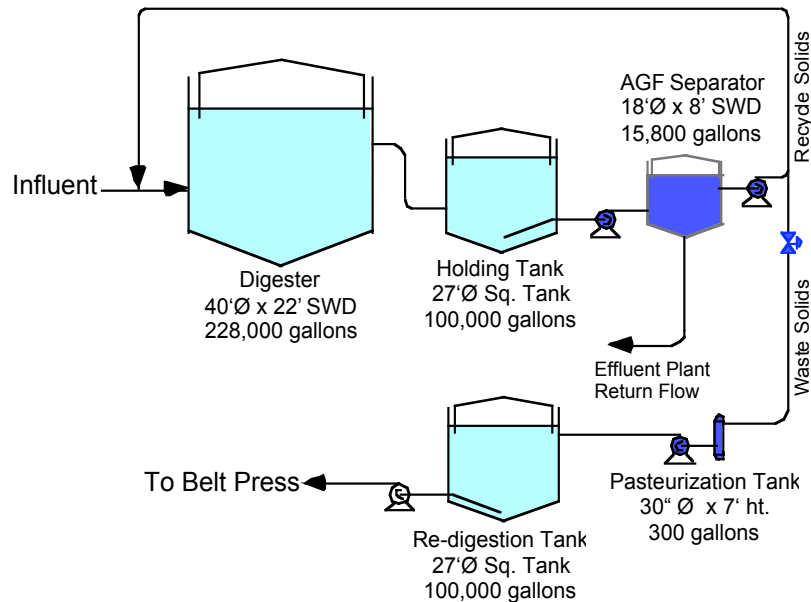 AGF Separator
18‘Ø x 8’ SWD
15,800 gallons
Recycle Solids
Influent
Digester
40‘Ø x 22’ SWD
228,000 gallons
Holding Tank
27‘Ø Sq. Tank
100,000 gallons
Effluent Plant
Return Flow
Waste Solids
To Belt Press
Re-digestion Tank
27‘Ø Sq. Tank
100,000 gallons
Pasteurization Tank
30“ Ø x 7‘ ht.
300 gallons